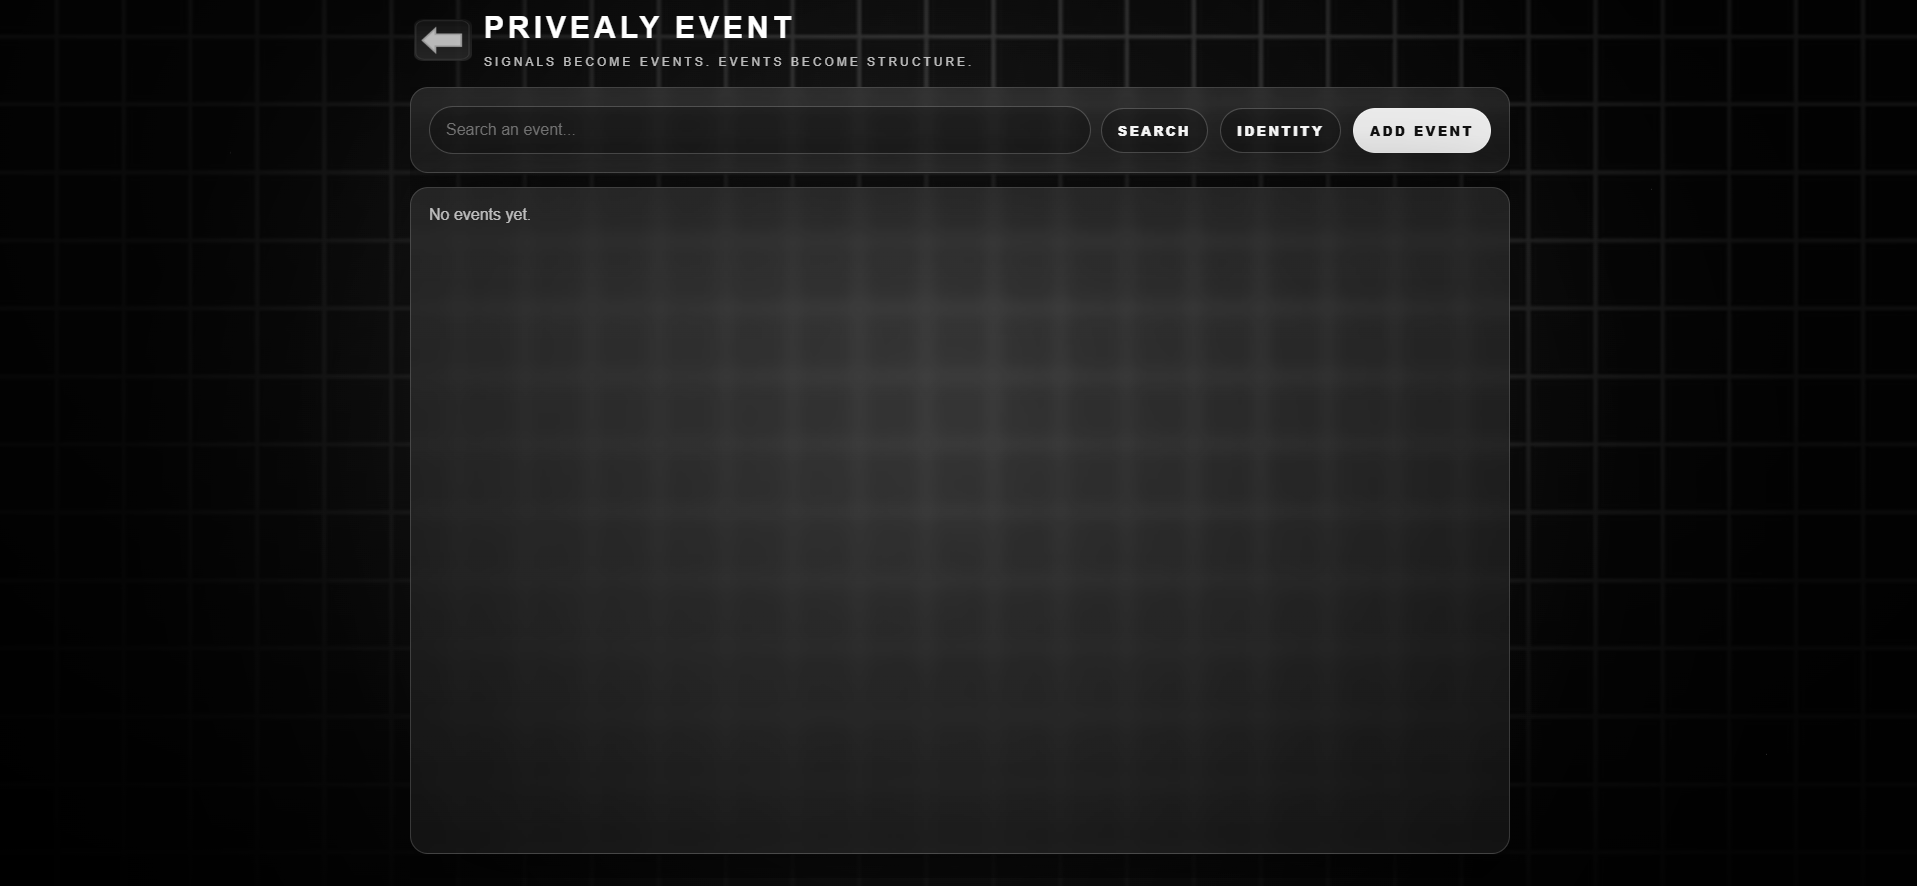 PRIVEALY EVENT
SIGNALS BECOME EVENTS. EVENTS BECOME STRUCTURE.
Search an event...
SEARCH
IDENTITY
ADD EVENT
No events yet.